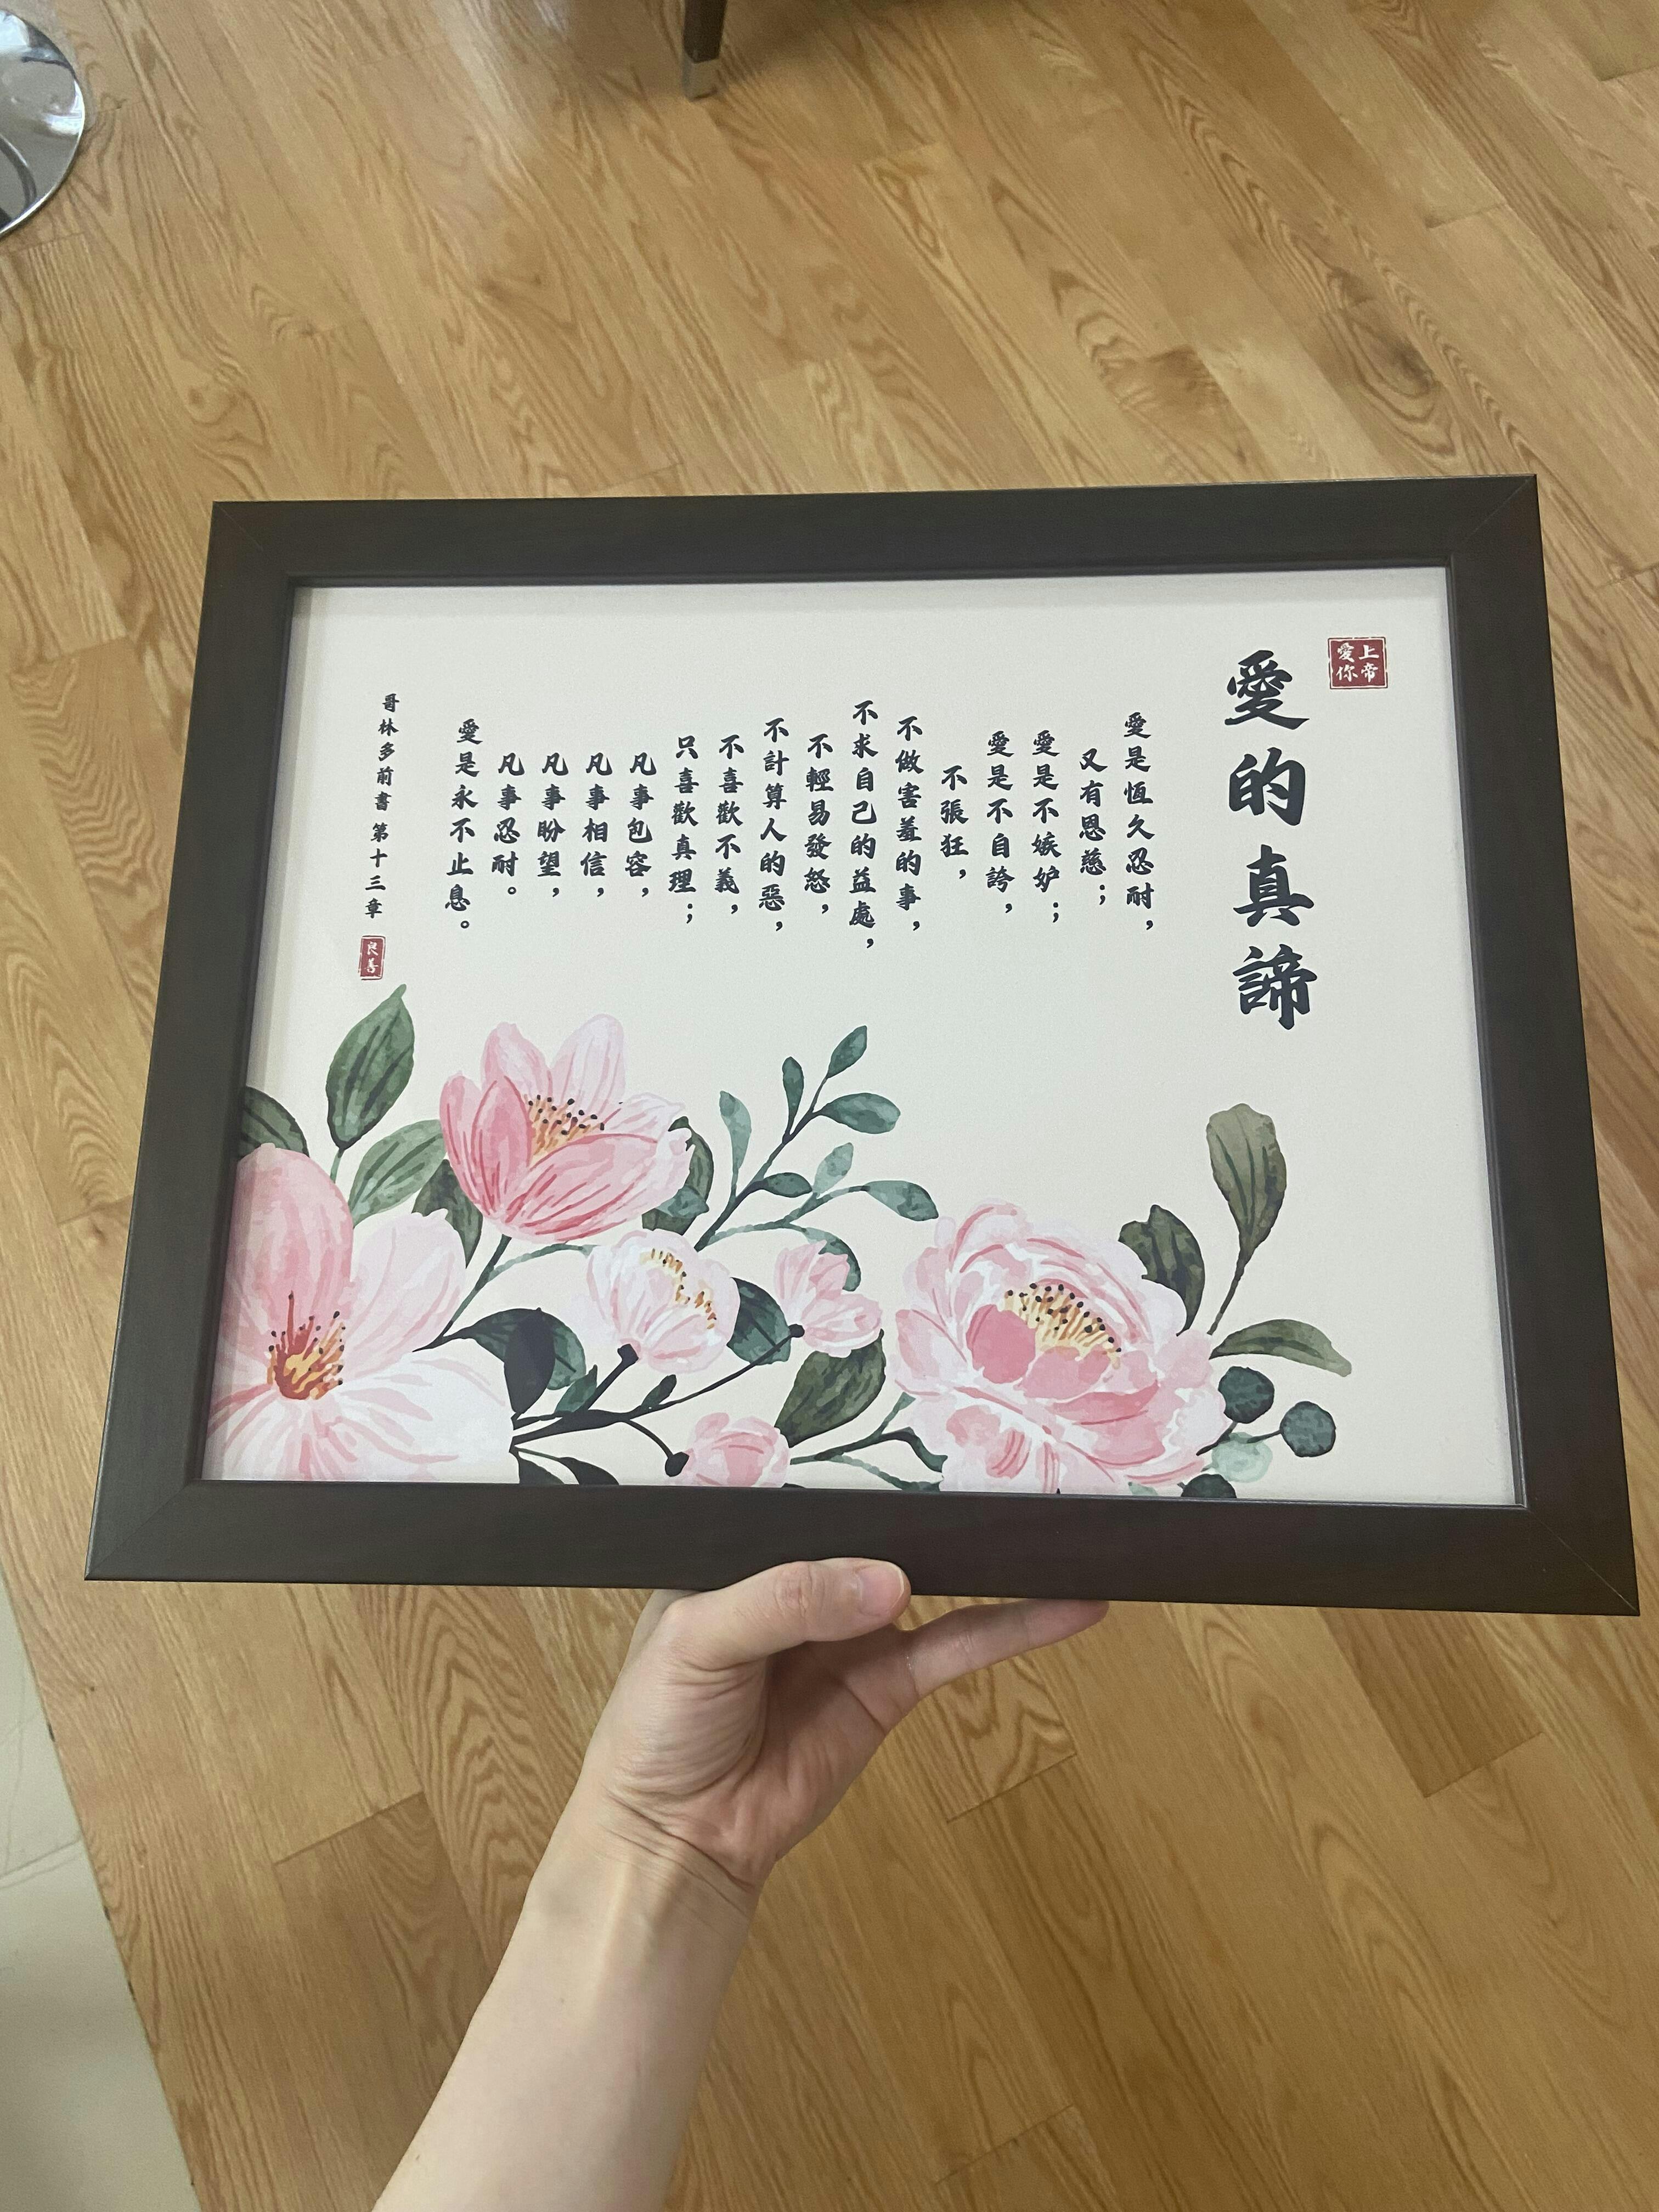 上帝
愛你
愛的真諦
愛是恆久忍耐，
又有恩慈；
愛是不嫉妒；
愛是不自誇，
不張狂，
不做害羞的事，
不求自己的益處，
不輕易發怒，
不計算人的惡，
不喜歡不義，
只喜歡真理；
凡事包容，
凡事相信，
凡事盼望，
凡事忍耐。
愛是永不止息。
哥林多前書 第十三章
良善